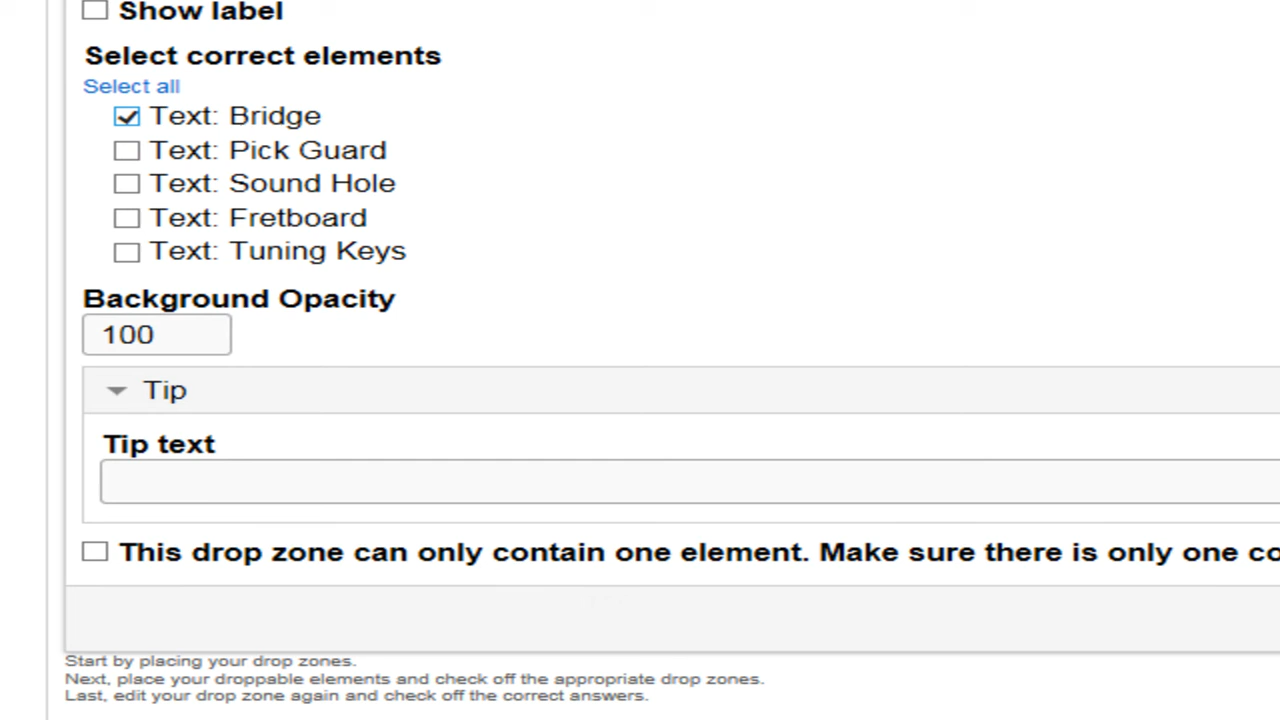 Show label
Select correct elements
Select all
Text: Bridge
Text: Pick Guard
Text: Sound Hole
Text: Fretboard
Text: Tuning Keys
Background Opacity
100
Tip
Tip text
This drop zone can only contain one element. Make sure there is only one co
Start by placing your drop zones.
Next, place your droppable elements and check off the appropriate drop zones.
Last, edit your drop zone again and check off the correct answers.